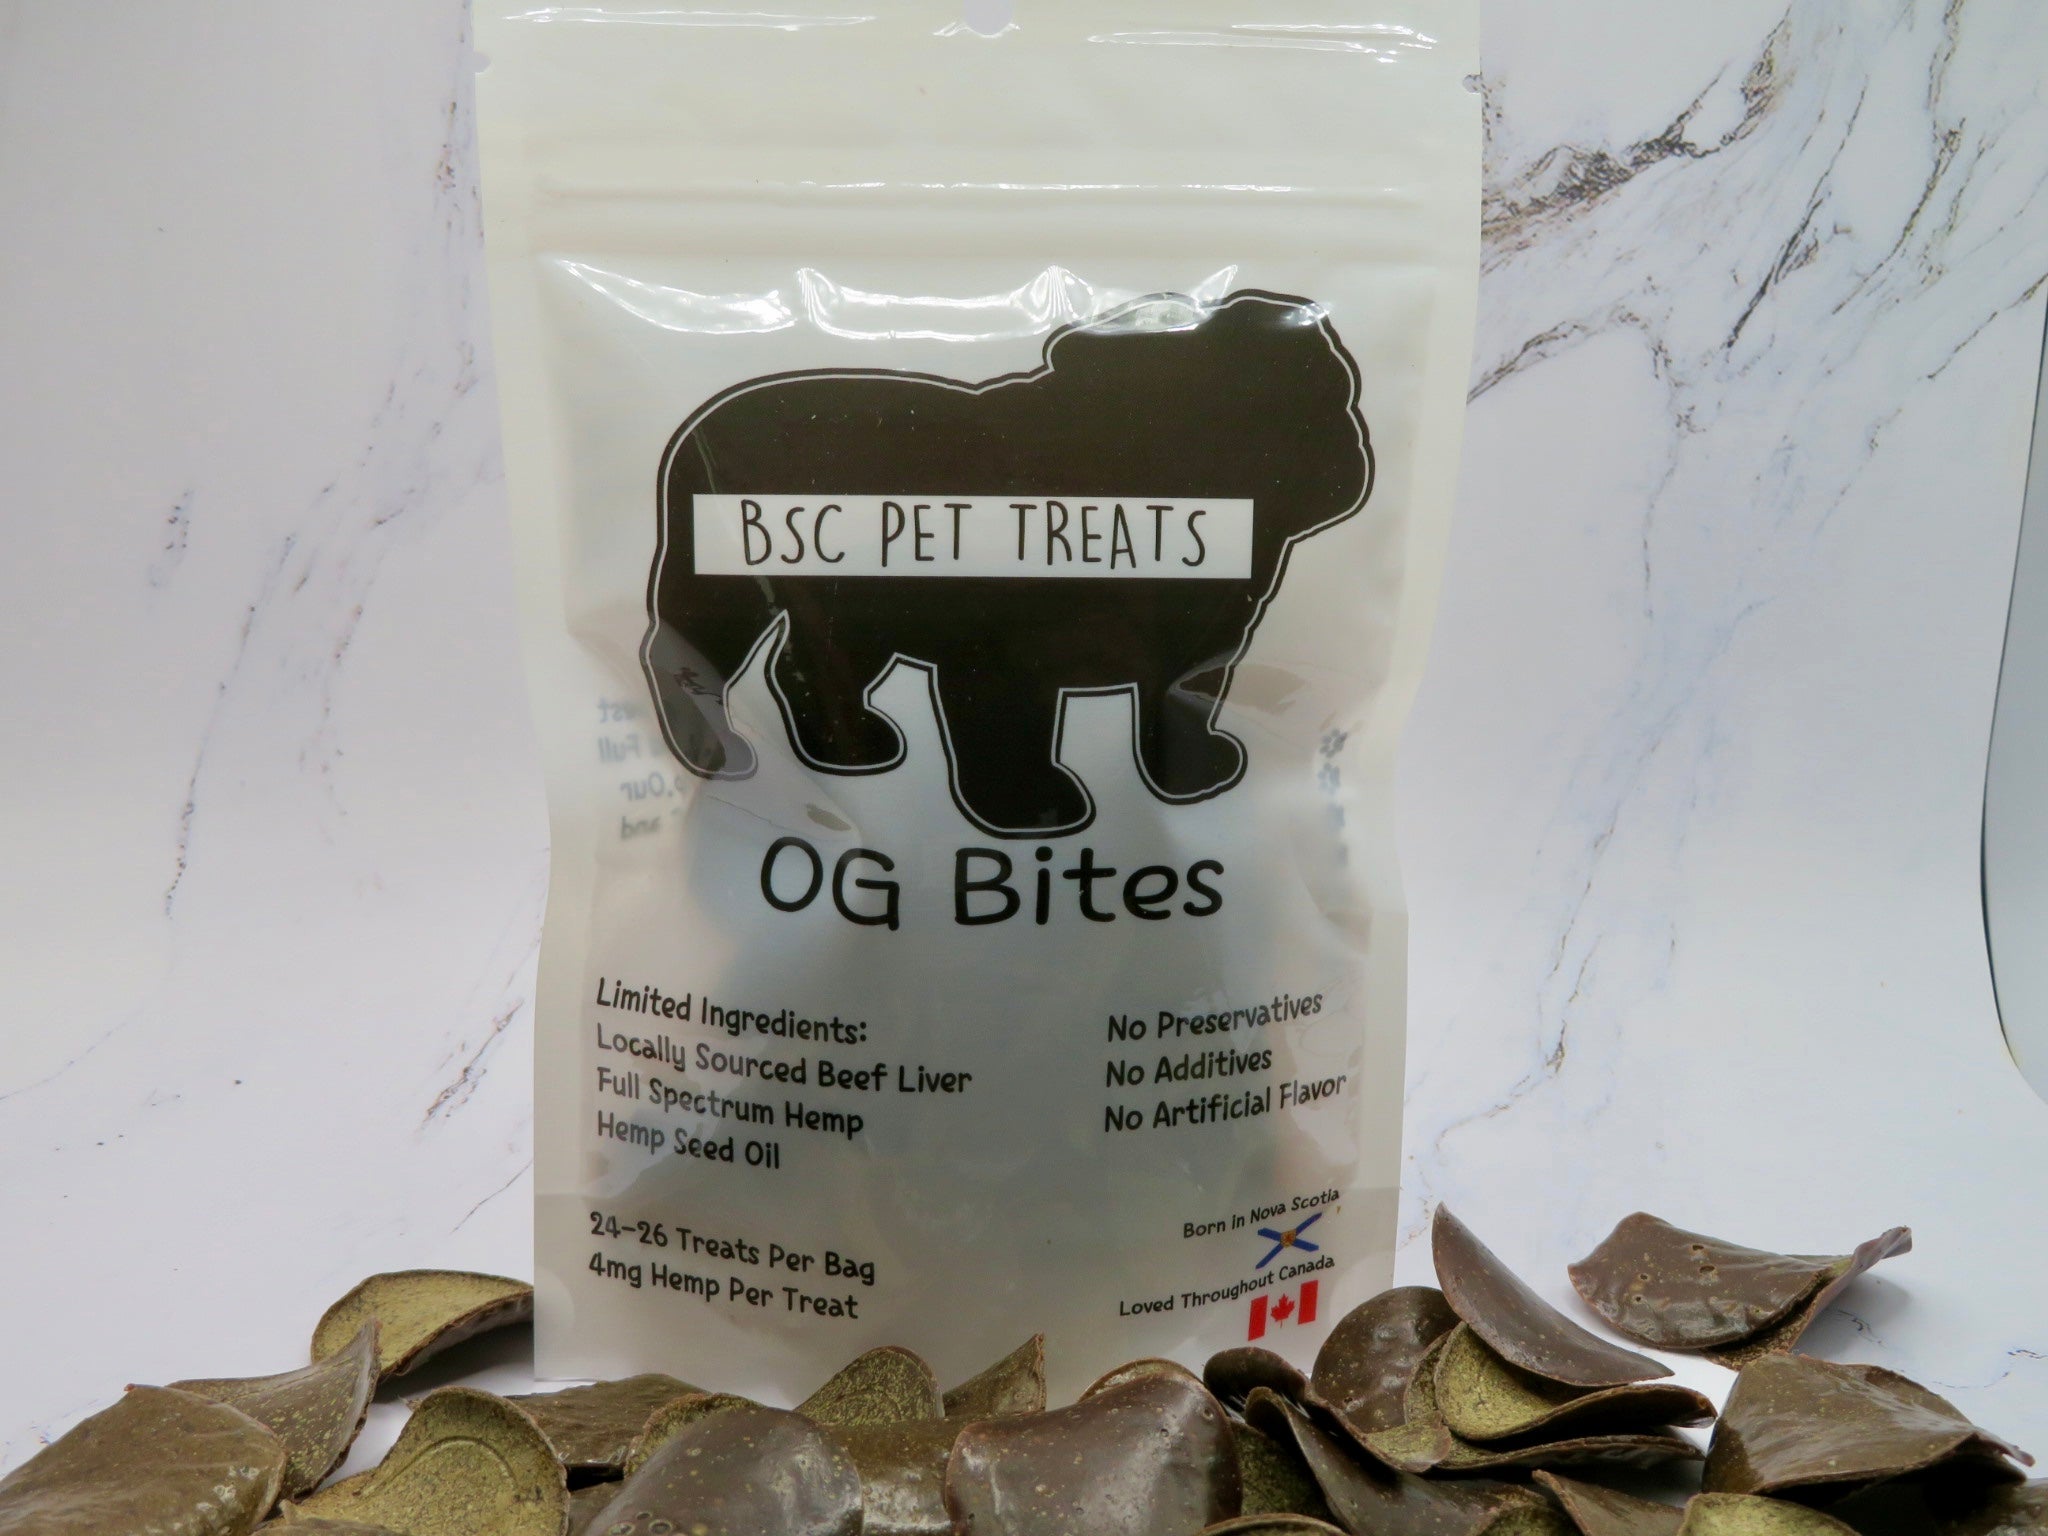 BSC PET TREATS
OG Bites
Limited Ingredients:
Locally Sourced Beef Liver
Full Spectrum Hemp
Hemp Seed Oil
24-26 Treats Per Bag
4mg Hemp Per Treat
No Preservatives
No Additives
No Artificial Flavor
Born in Nova Scotia
Loved Throughout Canada